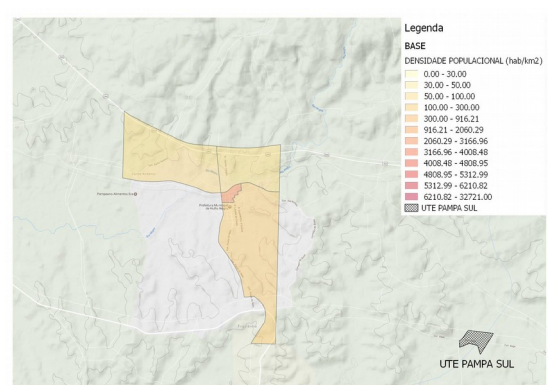 Legenda
BASE
DENSIDADE POPULACIONAL (hab/km2)
0.00 - 30.00
30.00 - 50.00
50.00 - 100.00
100.00 - 300.00
300.00 - 916.21
916.21 - 2060.29
2060.29 - 3166.96
3166.96 - 4008.48
4008.48 - 4808.95
4808.95 - 5312.99
5312.99 - 6210.82
6210.82 - 32721.00
UTE PAMPA SUL
UTE PAMPA SUL